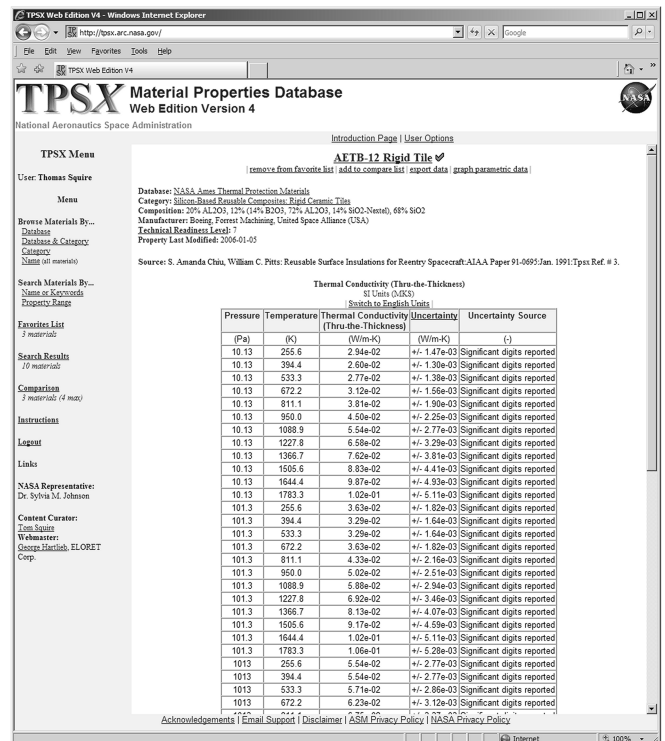 TPSX Web Edition V4 - Windows Internet Explorer
http://tpsx.arc.nasa.gov/
Google
File Edit View Favorites Tools Help
TPSX Web Edition V4
TPSX Material Properties Database
Web Edition Version 4
NASA
National Aeronautics Space Administration
Introduction Page | User Options
TPSX Menu
User: Thomas Squire
Menu
Browse Materials By...
Database
Database & Category
Category
Name (all materials)
Search Materials By...
Name or Keywords
Property Range
Favorites List
3 materials
Search Results
10 materials
Comparison
3 materials (4 max)
Instructions
Logout
Links
NASA Representative:
Dr. Sylvia M. Johnson
Content Curator:
Tom Squire
Webmaster:
George Hartlieb, ELORET
Corp.
AETB-12 Rigid Tile
| remove from favorite list | add to compare list | export data | graph parametric data |
Database: NASA Ames Thermal Protection Materials
Category: Silicon-Based Reusable Composites: Rigid Ceramic Tiles
Composition: 20% AL2O3, 12% (14% B2O3, 72% AL2O3, 14% SiO2-Nextel), 68% SiO2
Manufacturer: Boeing, Forrest Machining, United Space Alliance (USA)
Technical Readiness Level: 7
Property Last Modified: 2006-01-05
Source: S. Amanda Chiu, William C. Pitts: Reusable Surface Insulations for Reentry Spacecraft:AIAA Paper 91-0695:Jan. 1991:Tpsx Ref. # 3.
Thermal Conductivity (Thru-the-Thickness)
SI Units (MKS)
| Switch to English Units |
Pressure Temperature Thermal Conductivity Uncertainty Uncertainty Source
(Thru-the-Thickness)
(Pa) (K) (W/m-K) (W/m-K) (-)
10.13 255.6 2.94e-02 +/- 1.47e-03 Significant digits reported
10.13 394.4 2.60e-02 +/- 1.30e-03 Significant digits reported
10.13 533.3 2.77e-02 +/- 1.38e-03 Significant digits reported
10.13 672.2 3.12e-02 +/- 1.56e-03 Significant digits reported
10.13 811.1 3.81e-02 +/- 1.90e-03 Significant digits reported
10.13 950.0 4.50e-02 +/- 2.25e-03 Significant digits reported
10.13 1088.9 5.54e-02 +/- 2.77e-03 Significant digits reported
10.13 1227.8 6.58e-02 +/- 3.29e-03 Significant digits reported
10.13 1366.7 7.62e-02 +/- 3.81e-03 Significant digits reported
10.13 1505.6 8.83e-02 +/- 4.41e-03 Significant digits reported
10.13 1644.4 9.87e-02 +/- 4.93e-03 Significant digits reported
10.13 1783.3 1.02e-01 +/- 5.11e-03 Significant digits reported
101.3 255.6 3.63e-02 +/- 1.82e-03 Significant digits reported
101.3 394.4 3.29e-02 +/- 1.64e-03 Significant digits reported
101.3 533.3 3.29e-02 +/- 1.64e-03 Significant digits reported
101.3 672.2 3.63e-02 +/- 1.82e-03 Significant digits reported
101.3 811.1 4.33e-02 +/- 2.16e-03 Significant digits reported
101.3 950.0 5.02e-02 +/- 2.51e-03 Significant digits reported
101.3 1088.9 5.88e-02 +/- 2.94e-03 Significant digits reported
101.3 1227.8 6.92e-02 +/- 3.46e-03 Significant digits reported
101.3 1366.7 8.13e-02 +/- 4.07e-03 Significant digits reported
101.3 1505.6 9.17e-02 +/- 4.59e-03 Significant digits reported
101.3 1644.4 1.02e-01 +/- 5.11e-03 Significant digits reported
101.3 1783.3 1.06e-01 +/- 5.28e-03 Significant digits reported
1013 255.6 5.54e-02 +/- 2.77e-03 Significant digits reported
1013 394.4 5.54e-02 +/- 2.77e-03 Significant digits reported
1013 533.3 5.71e-02 +/- 2.86e-03 Significant digits reported
1013 672.2 6.23e-02 +/- 3.12e-03 Significant digits reported
Acknowledgements | Email Support | Disclaimer | ASM Privacy Policy | NASA Privacy Policy
Internet 100%